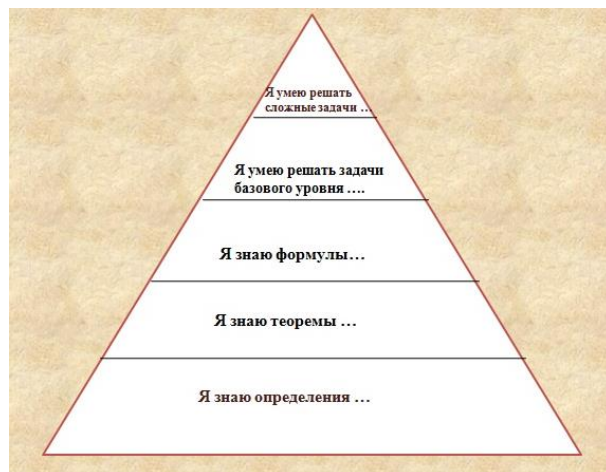 Я умею решать
сложные задачи …
Я умею решать задачи
базового уровня ….
Я знаю формулы…
Я знаю теоремы …
Я знаю определения …